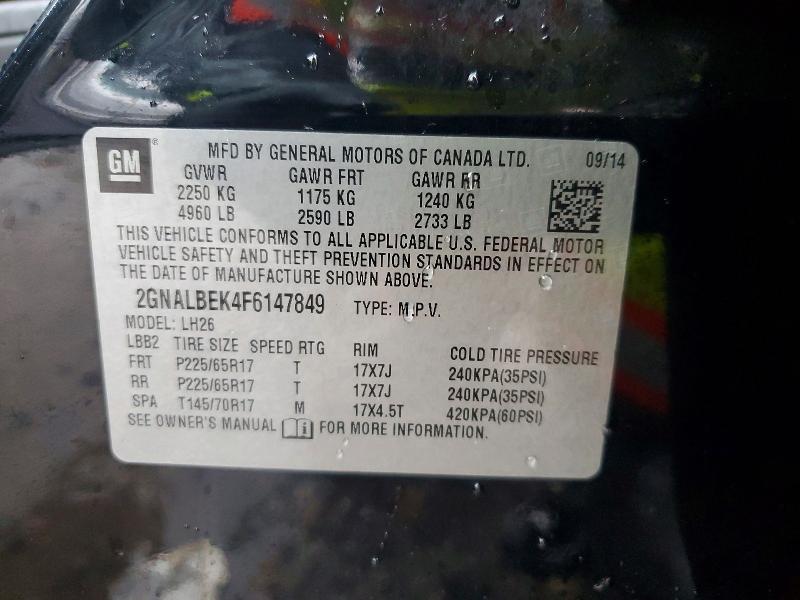 GM ®
MFD BY GENERAL MOTORS OF CANADA LTD. 09/14
GVWR GAWR FRT GAWR RR
2250 KG 1175 KG 1240 KG
4960 LB 2590 LB 2733 LB
THIS VEHICLE CONFORMS TO ALL APPLICABLE U.S. FEDERAL MOTOR
VEHICLE SAFETY AND THEFT PREVENTION STANDARDS IN EFFECT ON
THE DATE OF MANUFACTURE SHOWN ABOVE.
2GNALBEK4F6147849 TYPE: M.P.V.
MODEL: LH26
LBB2 TIRE SIZE SPEED RTG RIM COLD TIRE PRESSURE
FRT P225/65R17 T 17X7J 240KPA(35PSI)
RR P225/65R17 T 17X7J 240KPA(35PSI)
SPA T145/70R17 M 17X4.5T 420KPA(60PSI)
SEE OWNER'S MANUAL FOR MORE INFORMATION.